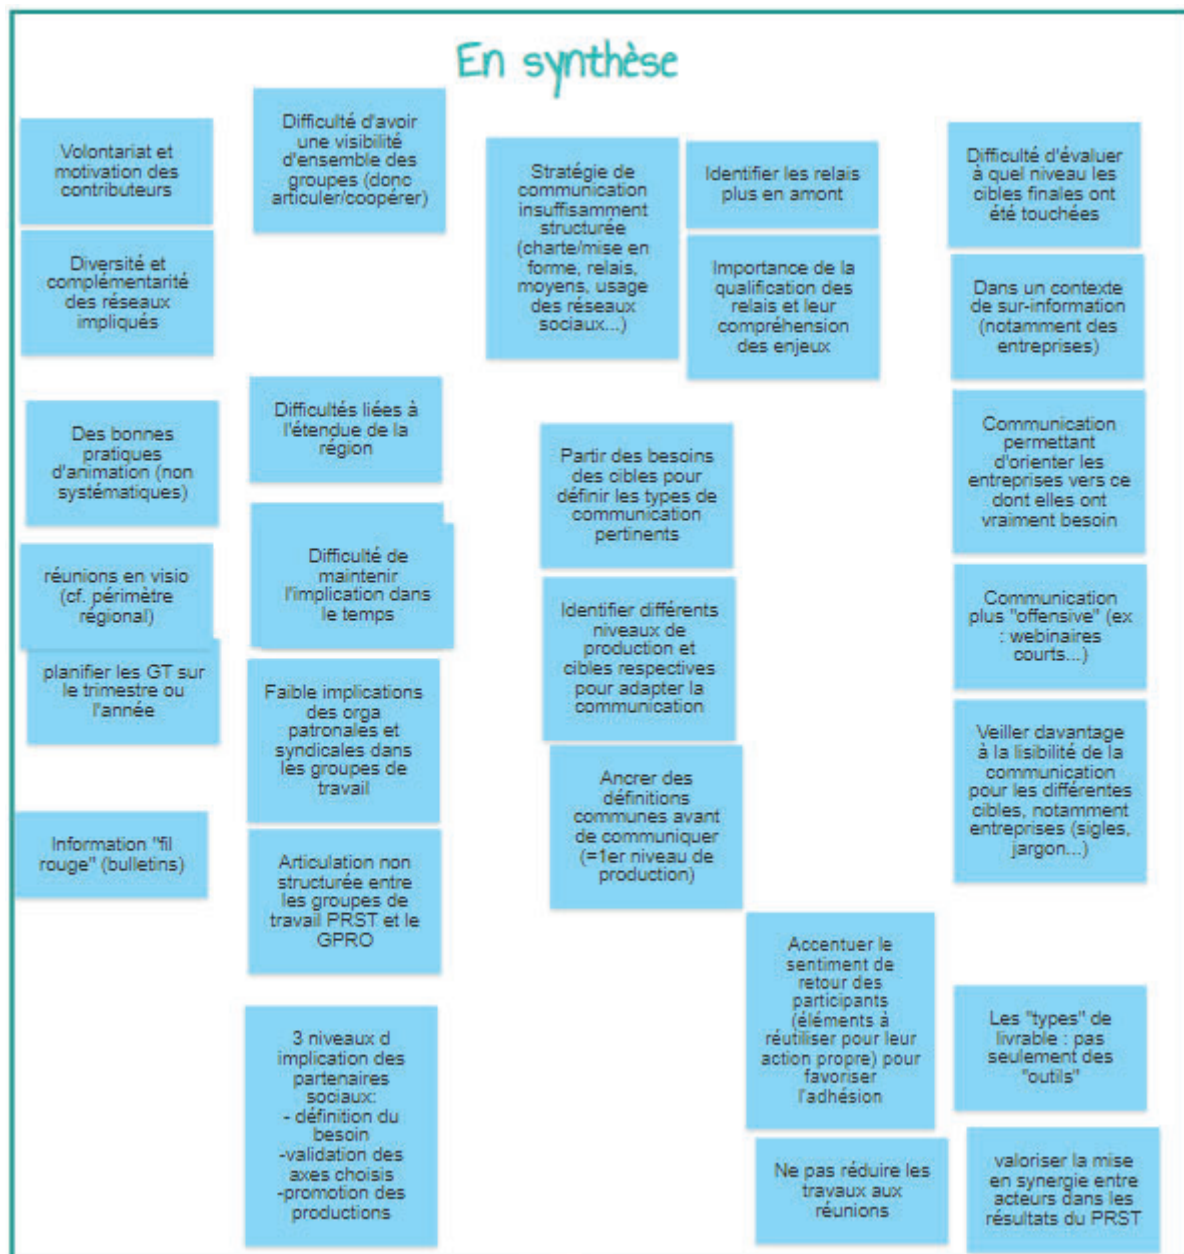 En synthèse
Volontariat et
motivation des
contributeurs
Diversité et
complémentarité
des réseaux
impliqués
Des bonnes
pratiques
d'animation (non
systématiques)
réunions en visio
(cf. périmètre
régional)
planifier les GT sur
le trimestre ou
l'année
Information "fil
rouge" (bulletins)
Difficulté d'avoir
une visibilité
d'ensemble des
groupes (donc
articuler/coopérer)
Difficultés liées à
l'étendue de la
région
Difficulté de
maintenir
l'implication dans
le temps
Faible implications
des orga
patronales et
syndicales dans
les groupes de
travail
Articulation non
structurée entre
les groupes de
travail PRST et le
GPRO
3 niveaux d
implication des
partenaires
sociaux:
- définition du
besoin
-validation des
axes choisis
-promotion des
productions
Stratégie de
communication
insuffisamment
structurée
(charte/mise en
forme, relais,
moyens, usage
des réseaux
sociaux...)
Identifier les relais
plus en amont
Importance de la
qualification des
relais et leur
compréhension
des enjeux
Partir des besoins
des cibles pour
définir les types de
communication
pertinents
Identifier différents
niveaux de
production et
cibles respectives
pour adapter la
communication
Ancrer des
définitions
communes avant
de communiquer
(=1er niveau de
production)
Accentuer le
sentiment de
retour des
participants
(éléments à
réutiliser pour leur
action propre) pour
favoriser
l'adhésion
Ne pas réduire les
travaux aux
réunions
Difficulté d'évaluer
à quel niveau les
cibles finales ont
été touchées
Dans un contexte
de sur-information
(notamment des
entreprises)
Communication
permettant
d'orienter les
entreprises vers ce
dont elles ont
vraiment besoin
Communication
plus "offensive" (ex
: webinaires
courts...)
Veiller davantage
à la lisibilité de la
communication
pour les différentes
cibles, notamment
entreprises (sigles,
jargon...)
Les "types" de
livrable : pas
seulement des
"outils"
valoriser la mise
en synergie entre
acteurs dans les
résultats du PRST